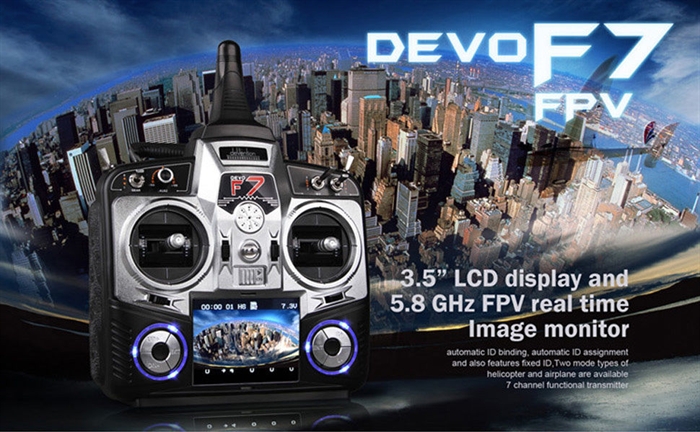 DEVO F7
FPV
devention
DEVO
F7
00:00 01 H6 7.3V
3.5” LCD display and
5.8 GHz FPV real time
Image monitor
automatic ID binding, automatic ID assignment
and also features fixed ID,Two mode types of
helicopter and airplane are available
7 channel functional transmitter